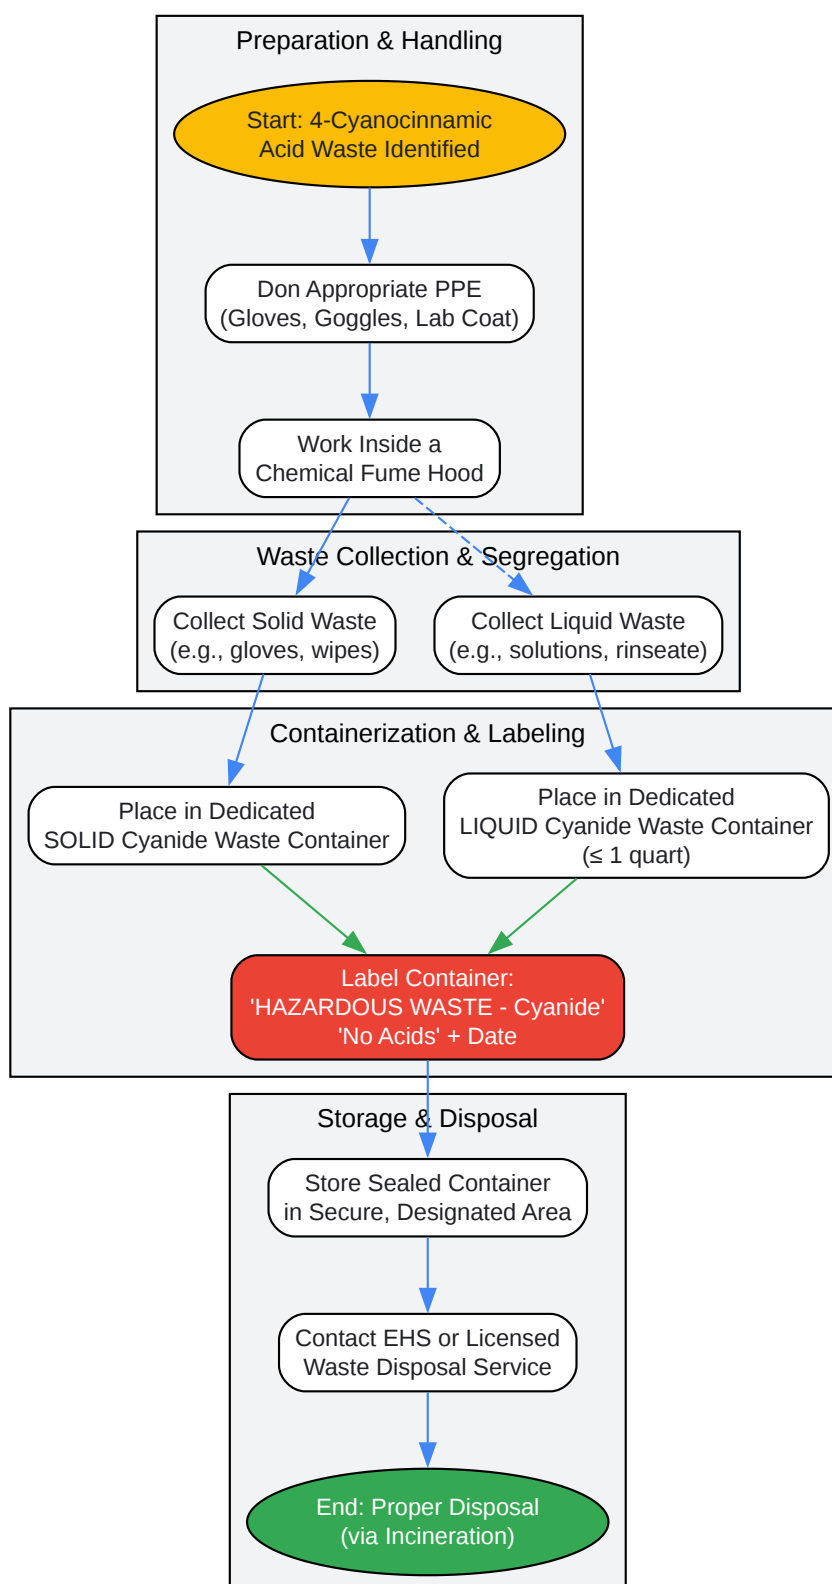 Preparation & Handling
Start: 4-Cyanocinnamic
Acid Waste Identified
Don Appropriate PPE
(Gloves, Goggles, Lab Coat)
Work Inside a
Chemical Fume Hood
Waste Collection & Segregation
Collect Solid Waste
(e.g., gloves, wipes)
Collect Liquid Waste
(e.g., solutions, rinseate)
Containerization & Labeling
Place in Dedicated
SOLID Cyanide Waste Container
Place in Dedicated
LIQUID Cyanide Waste Container
(≤ 1 quart)
Label Container:
'HAZARDOUS WASTE - Cyanide'
'No Acids' + Date
Storage & Disposal
Store Sealed Container
in Secure, Designated Area
Contact EHS or Licensed
Waste Disposal Service
End: Proper Disposal
(via Incineration)